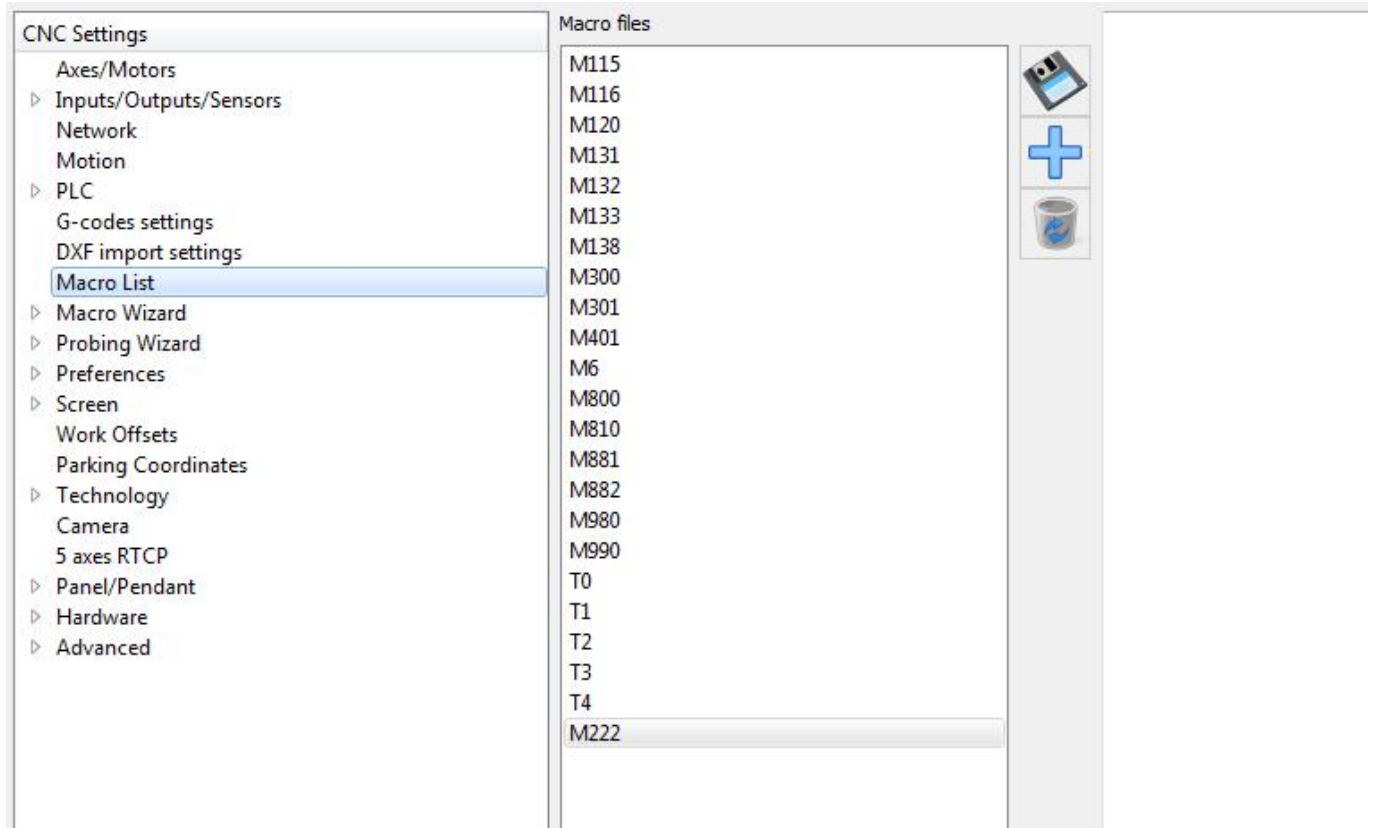 CNC Settings
Axes/Motors
Inputs/Outputs/Sensors
Network
Motion
PLC
G-codes settings
DXF import settings
Macro List
Macro Wizard
Probing Wizard
Preferences
Screen
Work Offsets
Parking Coordinates
Technology
Camera
5 axes RTCP
Panel/Pendant
Hardware
Advanced
Macro files
M115
M116
M120
M131
M132
M133
M138
M300
M301
M401
M6
M800
M810
M881
M882
M980
M990
T0
T1
T2
T3
T4
M222